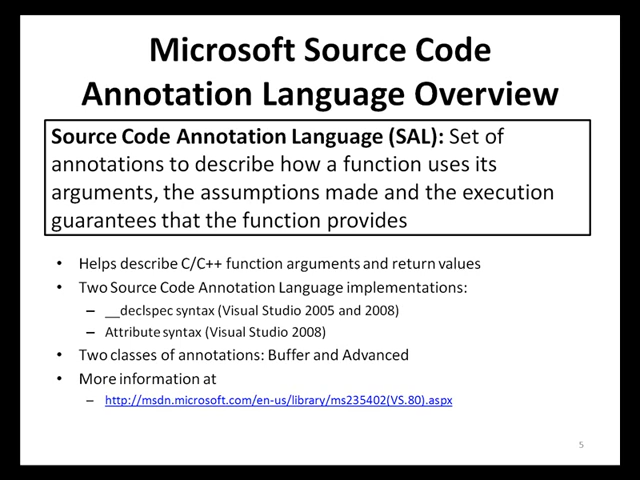 Microsoft Source Code
Annotation Language Overview
Source Code Annotation Language (SAL): Set of
annotations to describe how a function uses its
arguments, the assumptions made and the execution
guarantees that the function provides
• Helps describe C/C++ function arguments and return values
• Two Source Code Annotation Language implementations:
– __declspec syntax (Visual Studio 2005 and 2008)
– Attribute syntax (Visual Studio 2008)
• Two classes of annotations: Buffer and Advanced
• More information at
– http://msdn.microsoft.com/en-us/library/ms235402(VS.80).aspx
5